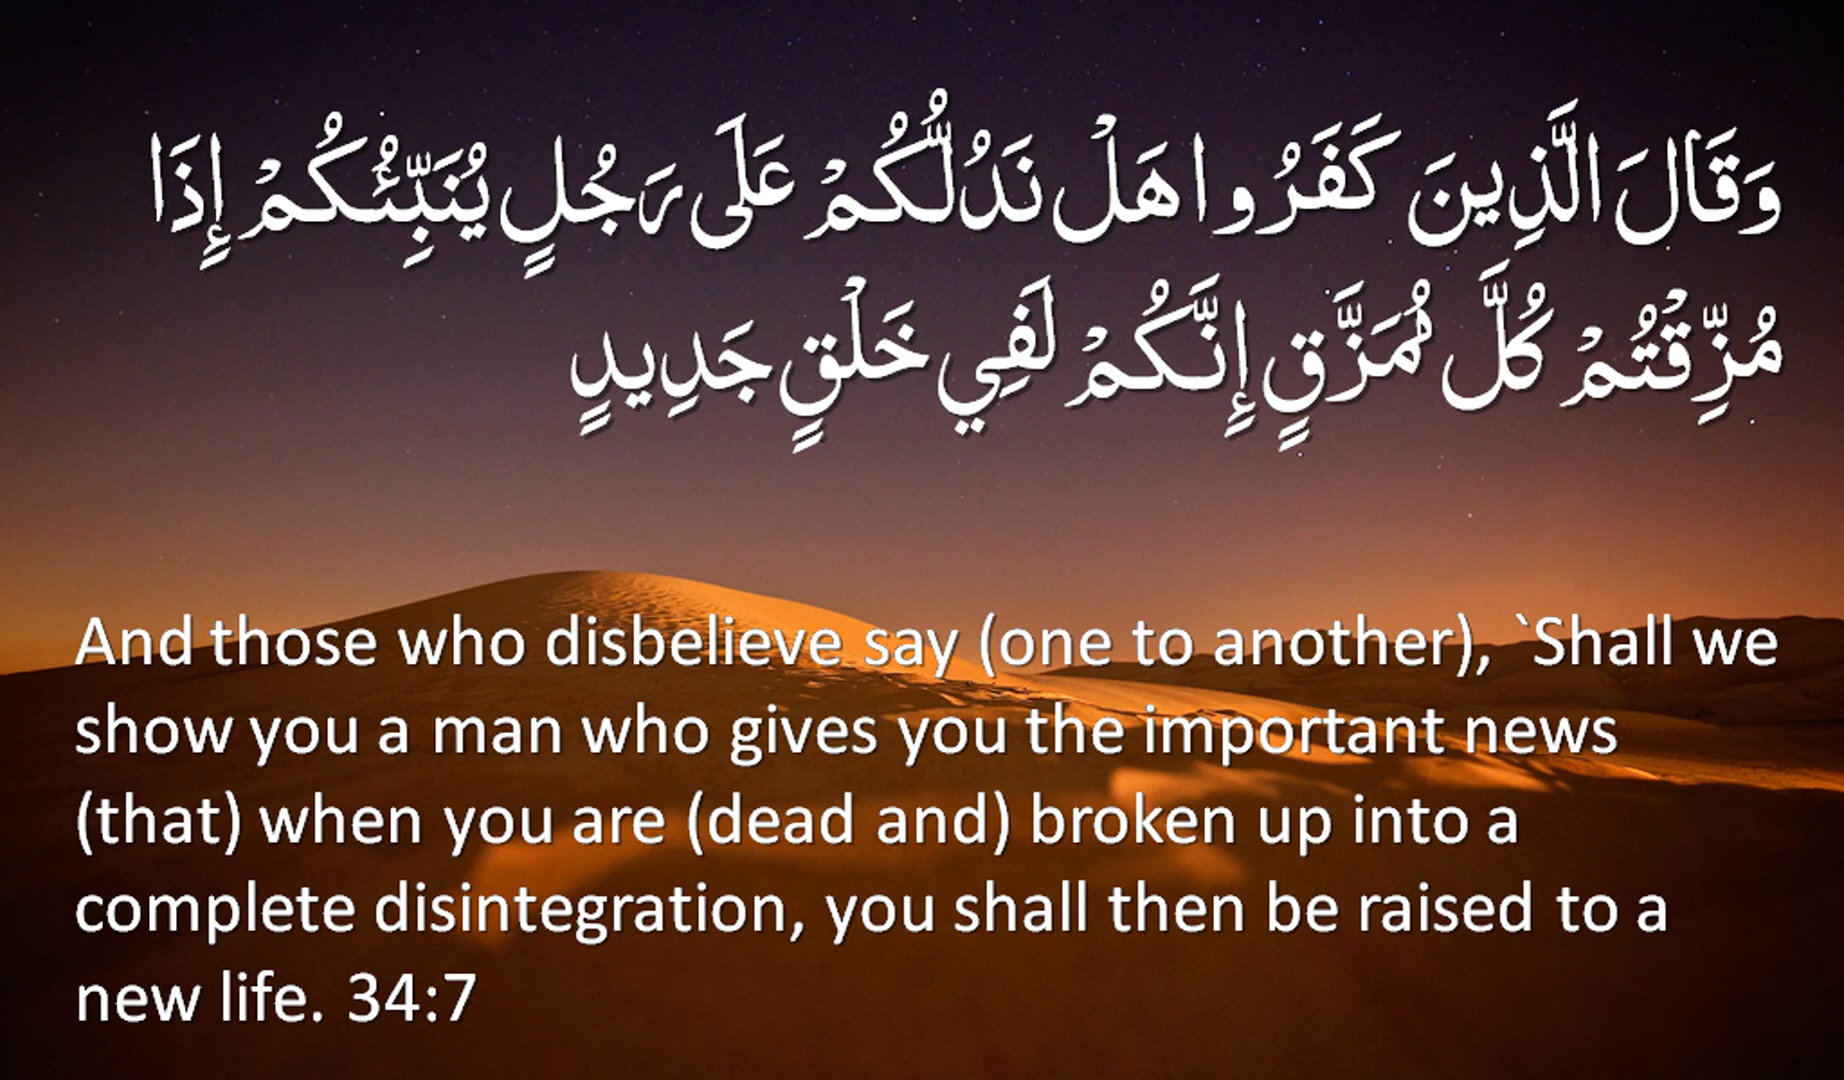 وَقَالَ الَّذِينَ كَفَرُوا هَلْ نَدُلُّكُمْ عَلَى رَجُلٍ يُنَبِّئُكُمْ إِذَا
مُزِّقْتُمْ كُلَّ مُمَزَّقٍ إِنَّكُمْ لَفِي خَلْقٍ جَدِيدٍ
And those who disbelieve say (one to another), `Shall we
show you a man who gives you the important news
(that) when you are (dead and) broken up into a
complete disintegration, you shall then be raised to a
new life. 34:7